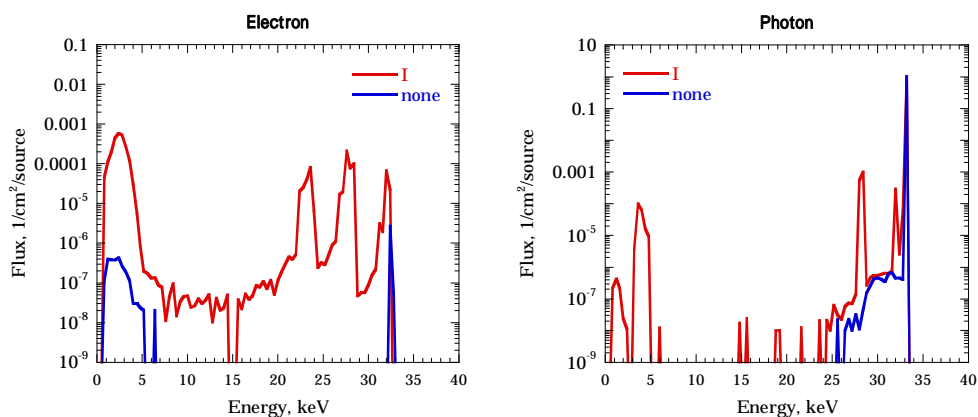 Electron
Flux, 1/cm²/source
0.1
0.01
0.001
0.0001
10⁻⁵
10⁻⁶
10⁻⁷
10⁻⁸
10⁻⁹
I
none
0 5 10 15 20 25 30 35 40
Energy, keV
Photon
Flux, 1/cm²/source
10
0.1
0.001
10⁻⁵
10⁻⁷
10⁻⁹
I
none
0 5 10 15 20 25 30 35 40
Energy, keV